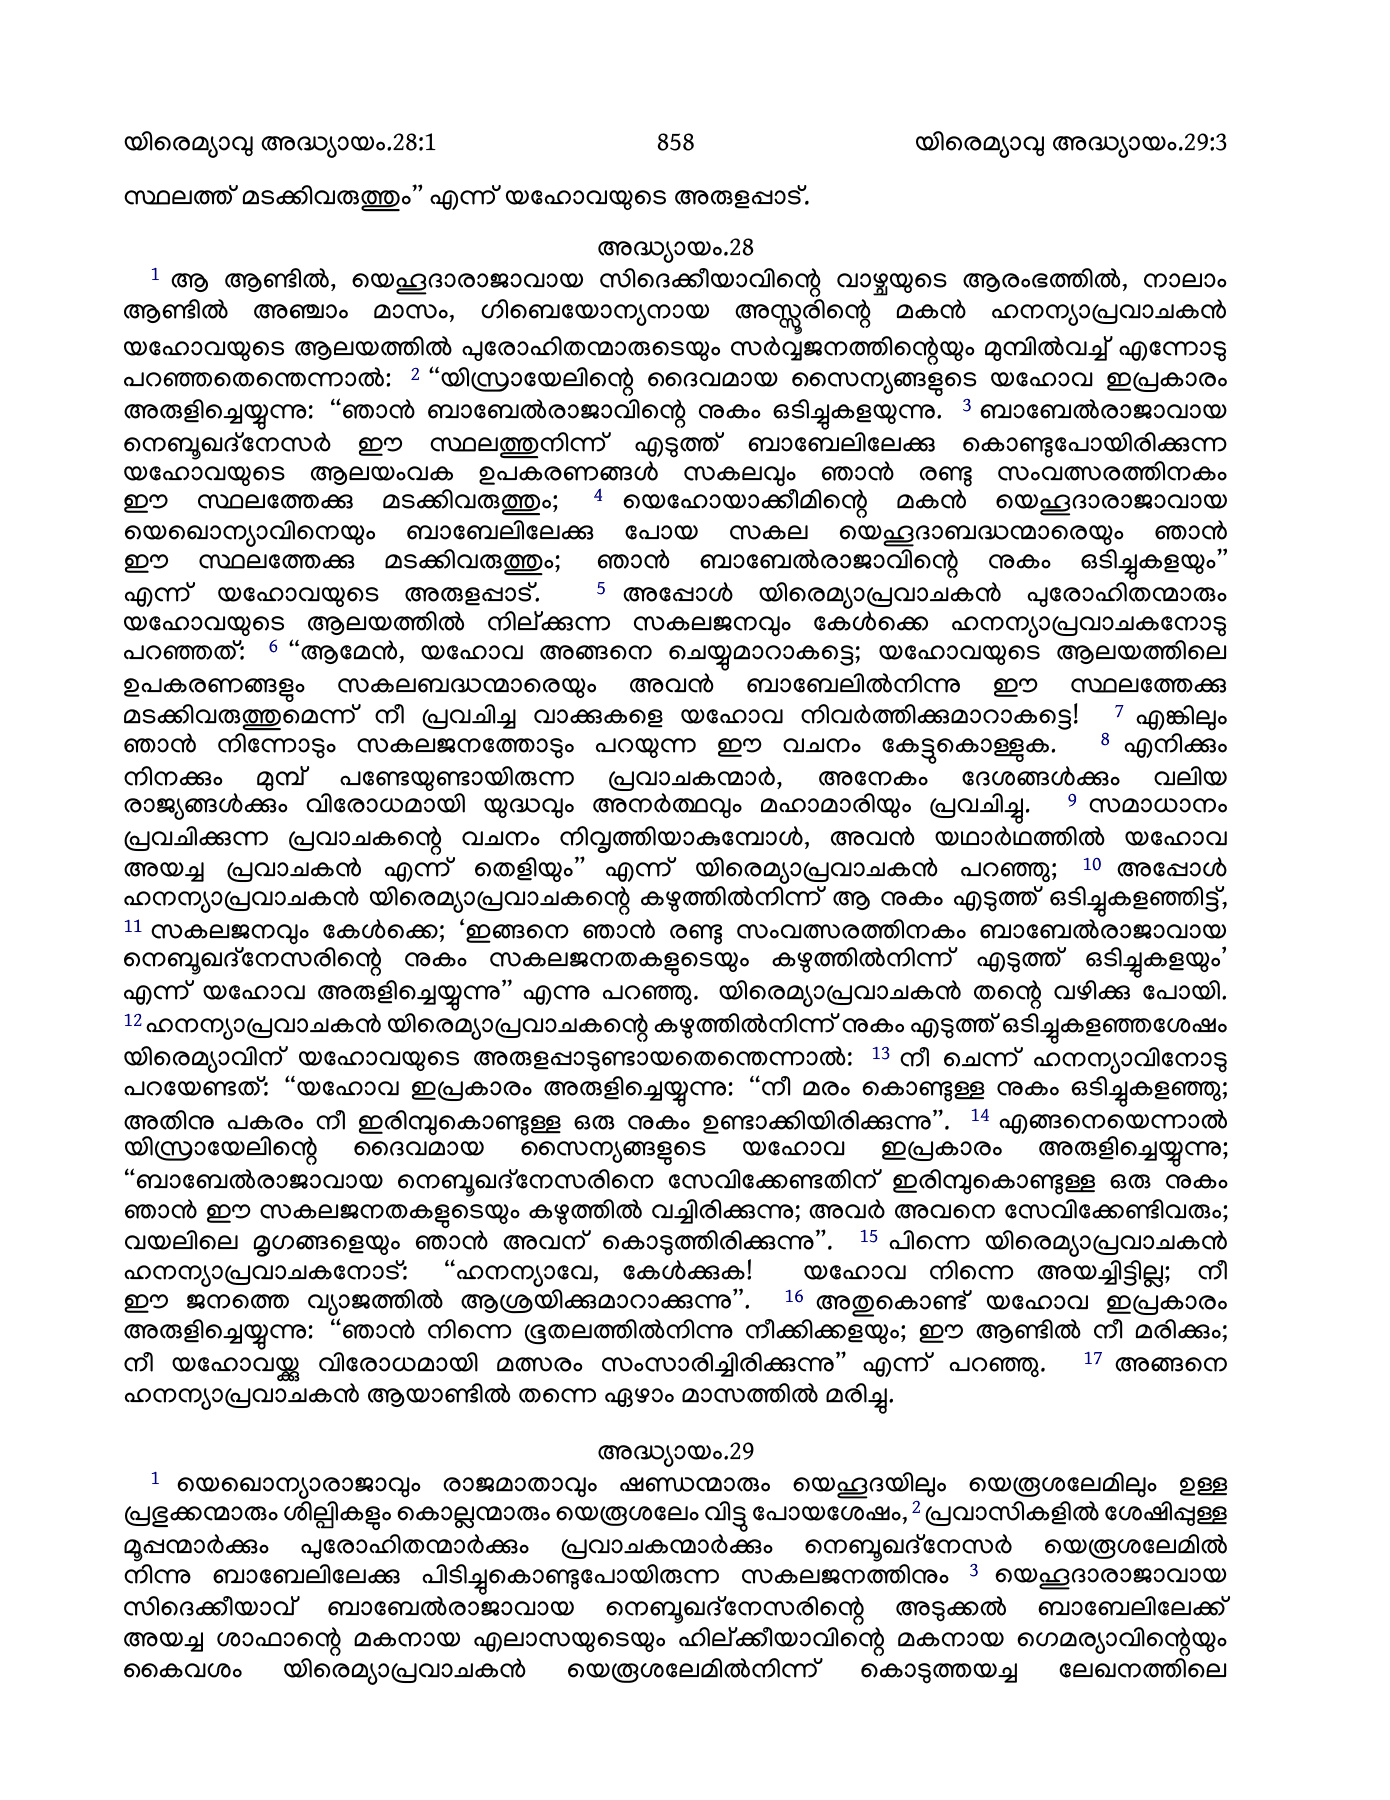 യിരെമ്യാവു അദ്ധ്യായം.28:1 858 യിരെമ്യാവു അദ്ധ്യായം.29:3
സ്ഥലത്ത് മടക്കിവരുത്തും” എന്ന് യഹോവയുടെ അരുളപ്പാട്.
അദ്ധ്യായം.28
1 ആ ആണ്ടിൽ, യെഹൂദാരാജാവായ സിദെക്കീയാവിന്റെ വാഴ്ചയുടെ ആരംഭത്തിൽ, നാലാം
ആണ്ടിൽ അഞ്ചാം മാസം, ഗിബെയോന്യനായ അസ്സൂരിന്റെ മകൻ ഹനന്യാപ്രവാചകൻ
യഹോവയുടെ ആലയത്തിൽ പുരോഹിതന്മാരുടെയും സർവ്വജനത്തിന്റെയും മുമ്പിൽവച്ച് എന്നോടു
പറഞ്ഞതെന്തെന്നാൽ: 2 “യിസ്രായേലിന്റെ ദൈവമായ സൈന്യങ്ങളുടെ യഹോവ ഇപ്രകാരം
അരുളിച്ചെയ്യുന്നു: “ഞാൻ ബാബേൽരാജാവിന്റെ നുകം ഒടിച്ചുകളയുന്നു. 3 ബാബേൽരാജാവായ
നെബൂഖദ്നേസർ ഈ സ്ഥലത്തുനിന്ന് എടുത്ത് ബാബേലിലേക്കു കൊണ്ടുപോയിരിക്കുന്ന
യഹോവയുടെ ആലയംവക ഉപകരണങ്ങൾ സകലവും ഞാൻ രണ്ടു സംവത്സരത്തിനകം
ഈ സ്ഥലത്തേക്കു മടക്കിവരുത്തും; 4 യെഹോയാക്കീമിന്റെ മകൻ യെഹൂദാരാജാവായ
യെഖൊന്യാവിനെയും ബാബേലിലേക്കു പോയ സകല യെഹൂദാബദ്ധന്മാരെയും ഞാൻ
ഈ സ്ഥലത്തേക്കു മടക്കിവരുത്തും; ഞാൻ ബാബേൽരാജാവിന്റെ നുകം ഒടിച്ചുകളയും”
എന്ന് യഹോവയുടെ അരുളപ്പാട്. 5 അപ്പോൾ യിരെമ്യാപ്രവാചകൻ പുരോഹിതന്മാരും
യഹോവയുടെ ആലയത്തിൽ നില്ക്കുന്ന സകലജനവും കേൾക്കെ ഹനന്യാപ്രവാചകനോടു
പറഞ്ഞത്: 6 “ആമേൻ, യഹോവ അങ്ങനെ ചെയ്യുമാറാകട്ടെ; യഹോവയുടെ ആലയത്തിലെ
ഉപകരണങ്ങളും സകലബദ്ധന്മാരെയും അവൻ ബാബേലിൽനിന്നു ഈ സ്ഥലത്തേക്കു
മടക്കിവരുത്തുമെന്ന് നീ പ്രവചിച്ച വാക്കുകളെ യഹോവ നിവർത്തിക്കുമാറാകട്ടെ! 7 എങ്കിലും
ഞാൻ നിന്നോടും സകലജനത്തോടും പറയുന്ന ഈ വചനം കേട്ടുകൊള്ളുക. 8 എനിക്കും
നിനക്കും മുമ്പ് പണ്ടേയുണ്ടായിരുന്ന പ്രവാചകന്മാർ, അനേകം ദേശങ്ങൾക്കും വലിയ
രാജ്യങ്ങൾക്കും വിരോധമായി യുദ്ധവും അനർത്ഥവും മഹാമാരിയും പ്രവചിച്ചു. 9 സമാധാനം
പ്രവചിക്കുന്ന പ്രവാചകന്റെ വചനം നിവൃത്തിയാകുമ്പോൾ, അവൻ യഥാർഥത്തിൽ യഹോവ
അയച്ച പ്രവാചകൻ എന്ന് തെളിയും” എന്ന് യിരെമ്യാപ്രവാചകൻ പറഞ്ഞു; 10 അപ്പോൾ
ഹനന്യാപ്രവാചകൻ യിരെമ്യാപ്രവാചകന്റെ കഴുത്തിൽനിന്ന് ആ നുകം എടുത്ത് ഒടിച്ചുകളഞ്ഞിട്ട്,
11 സകലജനവും കേൾക്കെ; ‘ഇങ്ങനെ ഞാൻ രണ്ടു സംവത്സരത്തിനകം ബാബേൽരാജാവായ
നെബൂഖദ്നേസരിന്റെ നുകം സകലജനതകളുടെയും കഴുത്തിൽനിന്ന് എടുത്ത് ഒടിച്ചുകളയും’
എന്ന് യഹോവ അരുളിച്ചെയ്യുന്നു” എന്നു പറഞ്ഞു. യിരെമ്യാപ്രവാചകൻ തന്റെ വഴിക്കു പോയി.
12 ഹനന്യാപ്രവാചകൻ യിരെമ്യാപ്രവാചകന്റെ കഴുത്തിൽനിന്ന് നുകം എടുത്ത് ഒടിച്ചുകളഞ്ഞശേഷം
യിരെമ്യാവിന് യഹോവയുടെ അരുളപ്പാടുണ്ടായതെന്തെന്നാൽ: 13 നീ ചെന്ന് ഹനന്യാവിനോടു
പറയേണ്ടത്: “യഹോവ ഇപ്രകാരം അരുളിച്ചെയ്യുന്നു: “നീ മരം കൊണ്ടുള്ള നുകം ഒടിച്ചുകളഞ്ഞു;
അതിനു പകരം നീ ഇരിമ്പുകൊണ്ടുള്ള ഒരു നുകം ഉണ്ടാക്കിയിരിക്കുന്നു”. 14 എങ്ങനെയെന്നാൽ
യിസ്രായേലിന്റെ ദൈവമായ സൈന്യങ്ങളുടെ യഹോവ ഇപ്രകാരം അരുളിച്ചെയ്യുന്നു;
“ബാബേൽരാജാവായ നെബൂഖദ്നേസരിനെ സേവിക്കേണ്ടതിന് ഇരിമ്പുകൊണ്ടുള്ള ഒരു നുകം
ഞാൻ ഈ സകലജനതകളുടെയും കഴുത്തിൽ വച്ചിരിക്കുന്നു; അവർ അവനെ സേവിക്കേണ്ടിവരും;
വയലിലെ മൃഗങ്ങളെയും ഞാൻ അവന് കൊടുത്തിരിക്കുന്നു”. 15 പിന്നെ യിരെമ്യാപ്രവാചകൻ
ഹനന്യാപ്രവാചകനോട്: “ഹനന്യാവേ, കേൾക്കുക! യഹോവ നിന്നെ അയച്ചിട്ടില്ല; നീ
ഈ ജനത്തെ വ്യാജത്തിൽ ആശ്രയിക്കുമാറാക്കുന്നു”. 16 അതുകൊണ്ട് യഹോവ ഇപ്രകാരം
അരുളിച്ചെയ്യുന്നു: “ഞാൻ നിന്നെ ഭൂതലത്തിൽനിന്നു നീക്കിക്കളയും; ഈ ആണ്ടിൽ നീ മരിക്കും;
നീ യഹോവയ്ക്കു വിരോധമായി മത്സരം സംസാരിച്ചിരിക്കുന്നു” എന്ന് പറഞ്ഞു. 17 അങ്ങനെ
ഹനന്യാപ്രവാചകൻ ആയാണ്ടിൽ തന്നെ ഏഴാം മാസത്തിൽ മരിച്ചു.
അദ്ധ്യായം.29
1 യെഖൊന്യാരാജാവും രാജമാതാവും ഷണ്ഡന്മാരും യെഹൂദയിലും യെരൂശലേമിലും ഉള്ള
പ്രഭുക്കന്മാരും ശില്പികളും കൊല്ലന്മാരും യെരൂശലേം വിട്ടു പോയശേഷം, 2 പ്രവാസികളിൽ ശേഷിപ്പുള്ള
മൂപ്പന്മാർക്കും പുരോഹിതന്മാർക്കും പ്രവാചകന്മാർക്കും നെബൂഖദ്നേസർ യെരൂശലേമിൽ
നിന്നു ബാബേലിലേക്കു പിടിച്ചുകൊണ്ടുപോയിരുന്ന സകലജനത്തിനും 3 യെഹൂദാരാജാവായ
സിദെക്കീയാവ് ബാബേൽരാജാവായ നെബൂഖദ്നേസരിന്റെ അടുക്കൽ ബാബേലിലേക്ക്
അയച്ച ശാഫാന്റെ മകനായ എലാസയുടെയും ഹില്ക്കീയാവിന്റെ മകനായ ഗെമര്യാവിന്റെയും
കൈവശം യിരെമ്യാപ്രവാചകൻ യെരൂശലേമിൽനിന്ന് കൊടുത്തയച്ച ലേഖനത്തിലെ